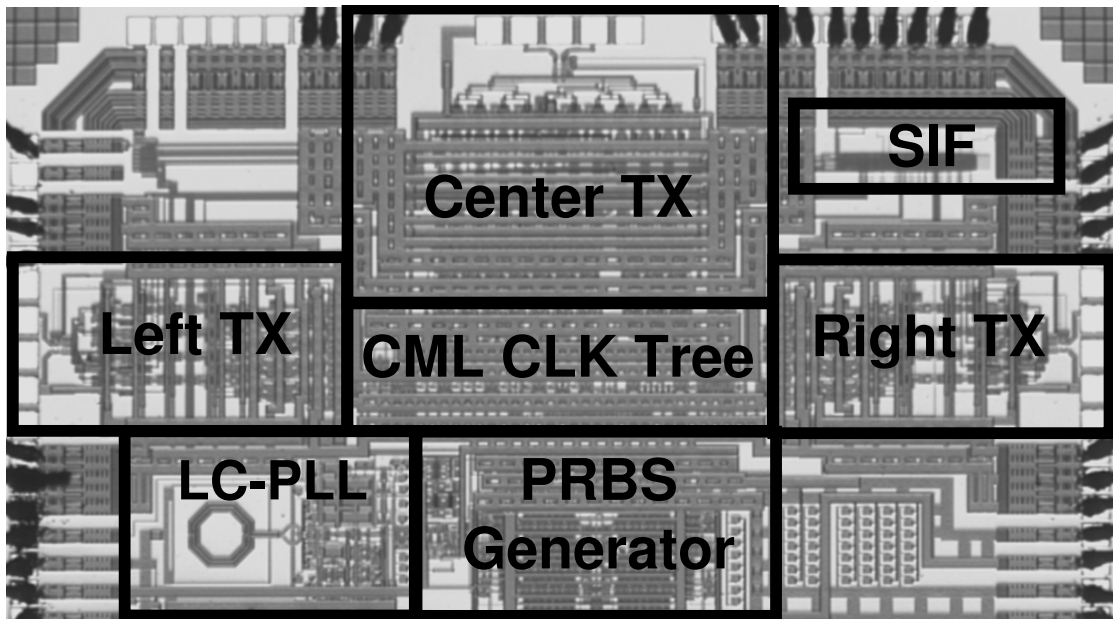 SIF
Center TX
Left TX
CML CLK Tree
Right TX
LC-PLL
PRBS
Generator